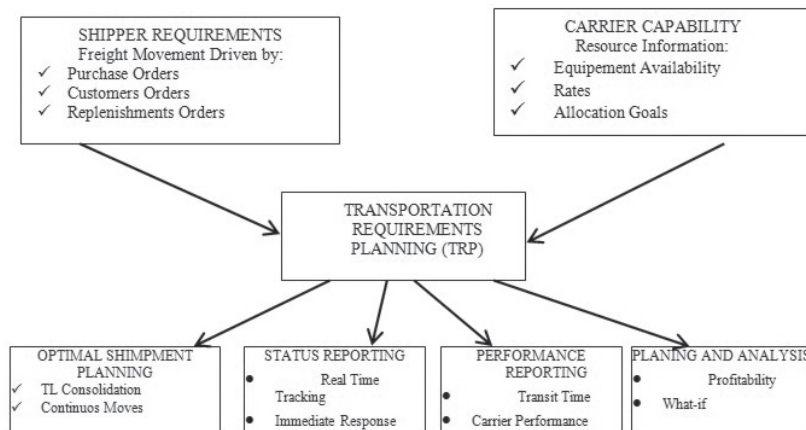 SHIPPER REQUIREMENTS
Freight Movement Driven by:
✓ Purchase Orders
✓ Customers Orders
✓ Replenishments Orders
CARRIER CAPABILITY
Resource Information:
✓ Equipement Availability
✓ Rates
✓ Allocation Goals
TRANSPORTATION
REQUIREMENTS
PLANNING (TRP)
OPTIMAL SHIMPMENT
PLANNING
✓ TL Consolidation
✓ Continuos Moves
STATUS REPORTING
● Real Time
Tracking
● Immediate Response
PERFORMANCE
REPORTING
● Transit Time
● Carrier Performance
PLANING AND ANALYSIS
● Profitability
● What-if